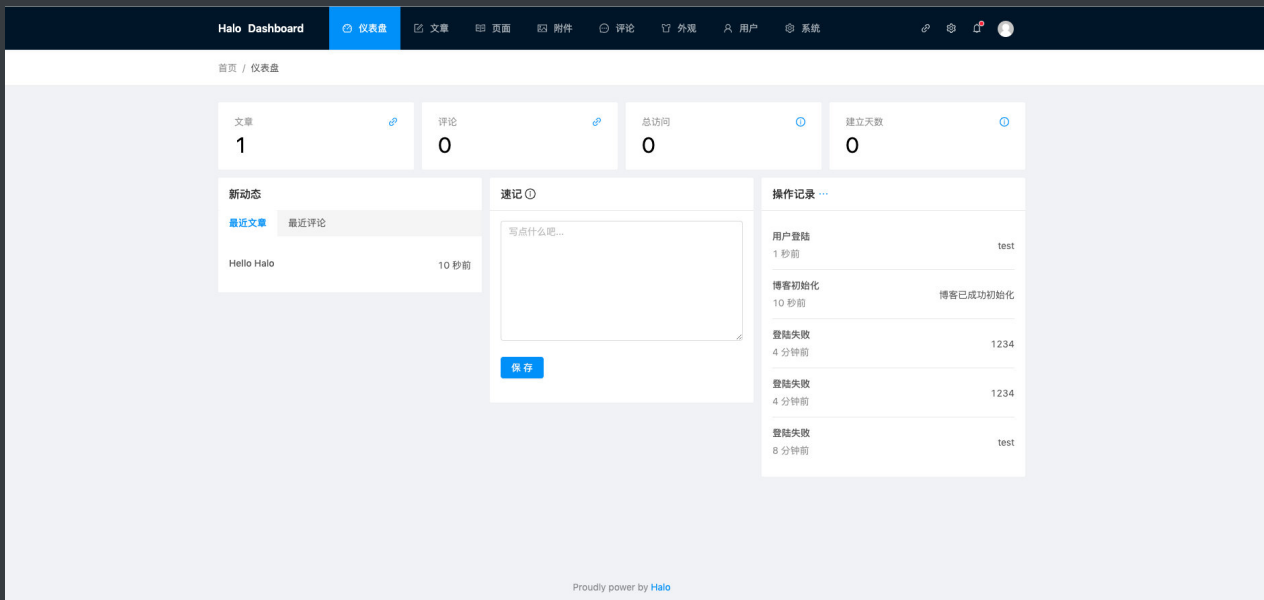 Halo Dashboard 仪表盘 文章 页面 附件 评论 外观 用户 系统
首页 / 仪表盘
文章 评论 总访问 建立天数
1 0 0 0
新动态 速记 操作记录 ···
最近文章 最近评论
写点什么吧...
用户登陆
1 秒前 test
Hello Halo 10 秒前
博客初始化
10 秒前 博客已成功初始化
登陆失败
4 分钟前 1234
保 存
登陆失败
4 分钟前 1234
登陆失败
8 分钟前 test
Proudly power by Halo